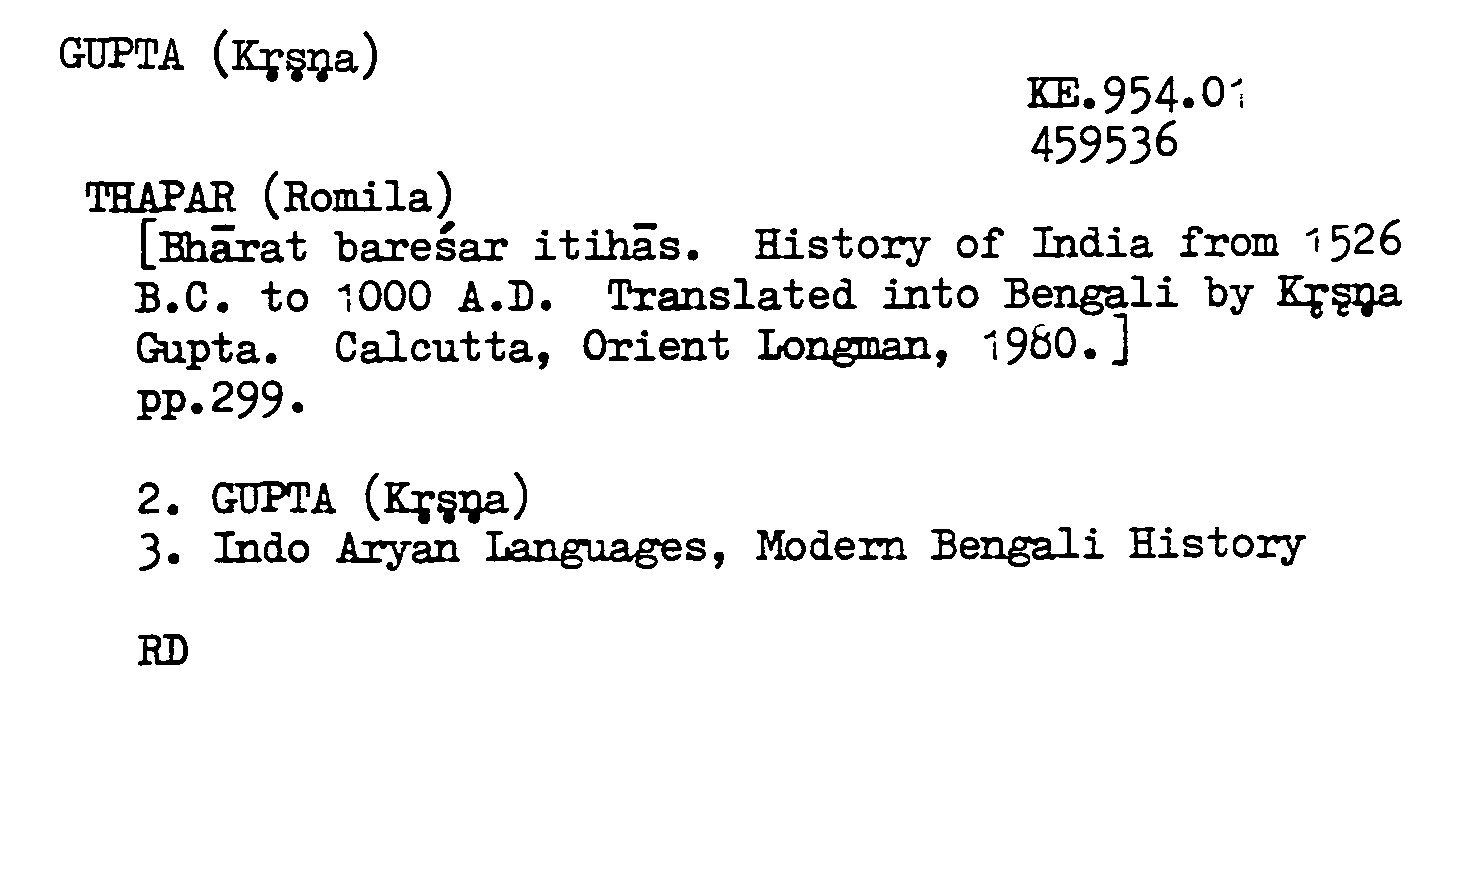 GUPTA (Kṛṣṇa)
KE.954.01
459536
THAPAR (Romila)
[Bhārat bareśar itihās. History of India from 1526
B.C. to 1000 A.D. Translated into Bengali by Kṛṣṇa
Gupta. Calcutta, Orient Longman, 1980.]
pp.299.
2. GUPTA (Kṛṣṇa)
3. Indo Aryan Languages, Modern Bengali History
RD